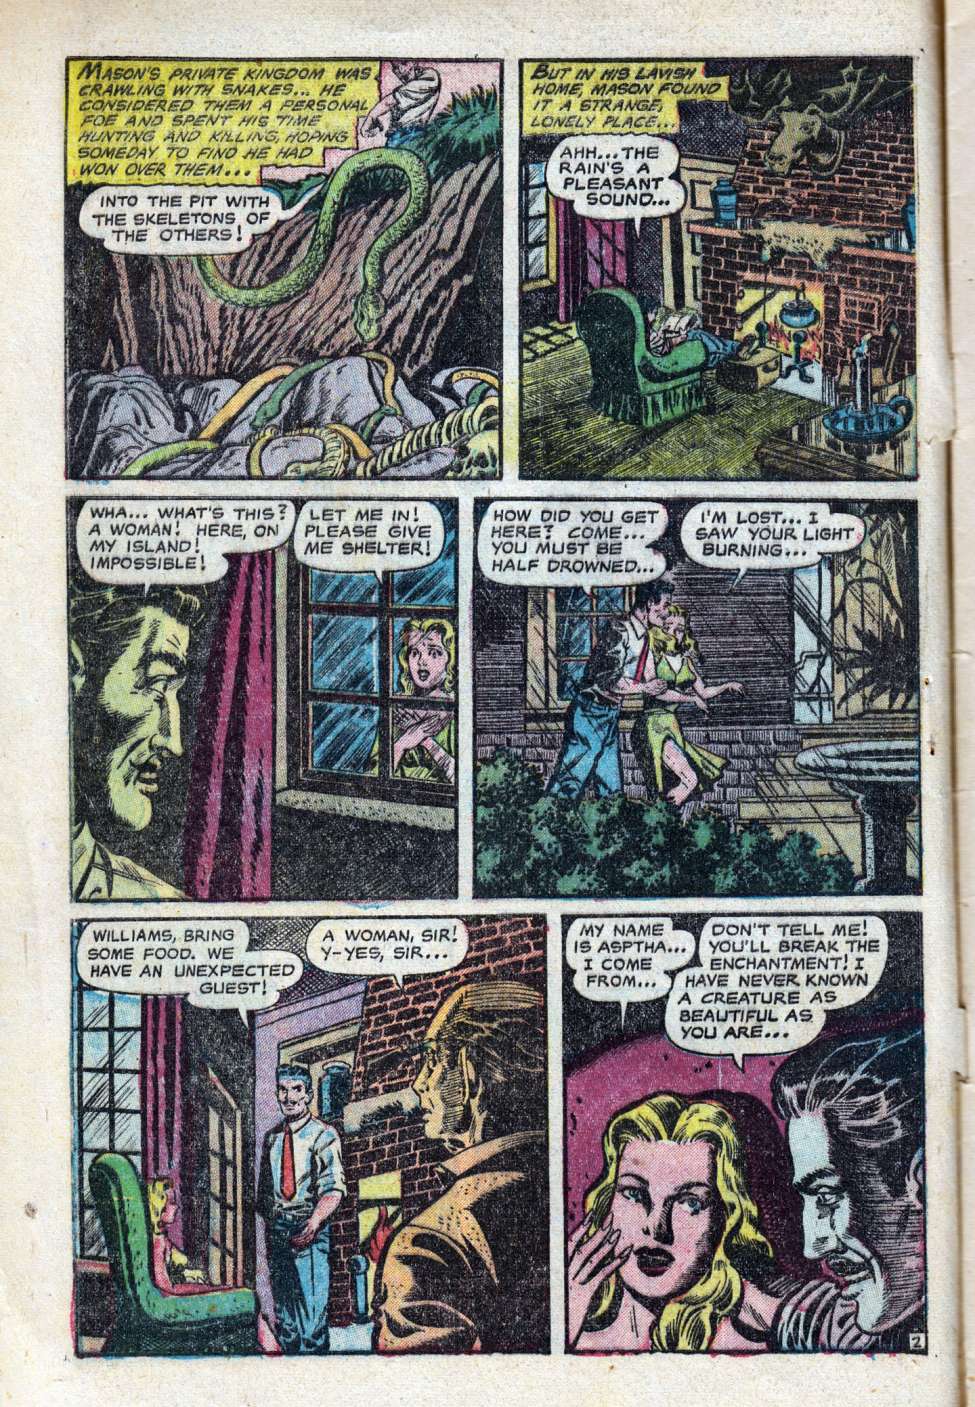 MASON'S PRIVATE KINGDOM WAS
CRAWLING WITH SNAKES... HE
CONSIDERED THEM A PERSONAL
FOE AND SPENT HIS TIME
HUNTING AND KILLING, HOPING
SOMEDAY TO FIND HE HAD
WON OVER THEM...
INTO THE PIT WITH
THE SKELETONS OF
THE OTHERS!
BUT IN HIS LAVISH
HOME, MASON FOUND
IT A STRANGE,
LONELY PLACE...
AHH... THE
RAIN'S A
PLEASANT
SOUND...
WHA... WHAT'S THIS?
A WOMAN! HERE, ON
MY ISLAND!
IMPOSSIBLE!
LET ME IN!
PLEASE GIVE
ME SHELTER!
HOW DID YOU GET
HERE? COME...
YOU MUST BE
HALF DROWNED...
I'M LOST... I
SAW YOUR LIGHT
BURNING...
WILLIAMS, BRING
SOME FOOD. WE
HAVE AN UNEXPECTED
GUEST!
A WOMAN, SIR!
Y-YES, SIR...
MY NAME
IS ASPTHA...
I COME
FROM...
DON'T TELL ME!
YOU'LL BREAK THE
ENCHANTMENT! I
HAVE NEVER KNOWN
A CREATURE AS
BEAUTIFUL AS
YOU ARE...
2